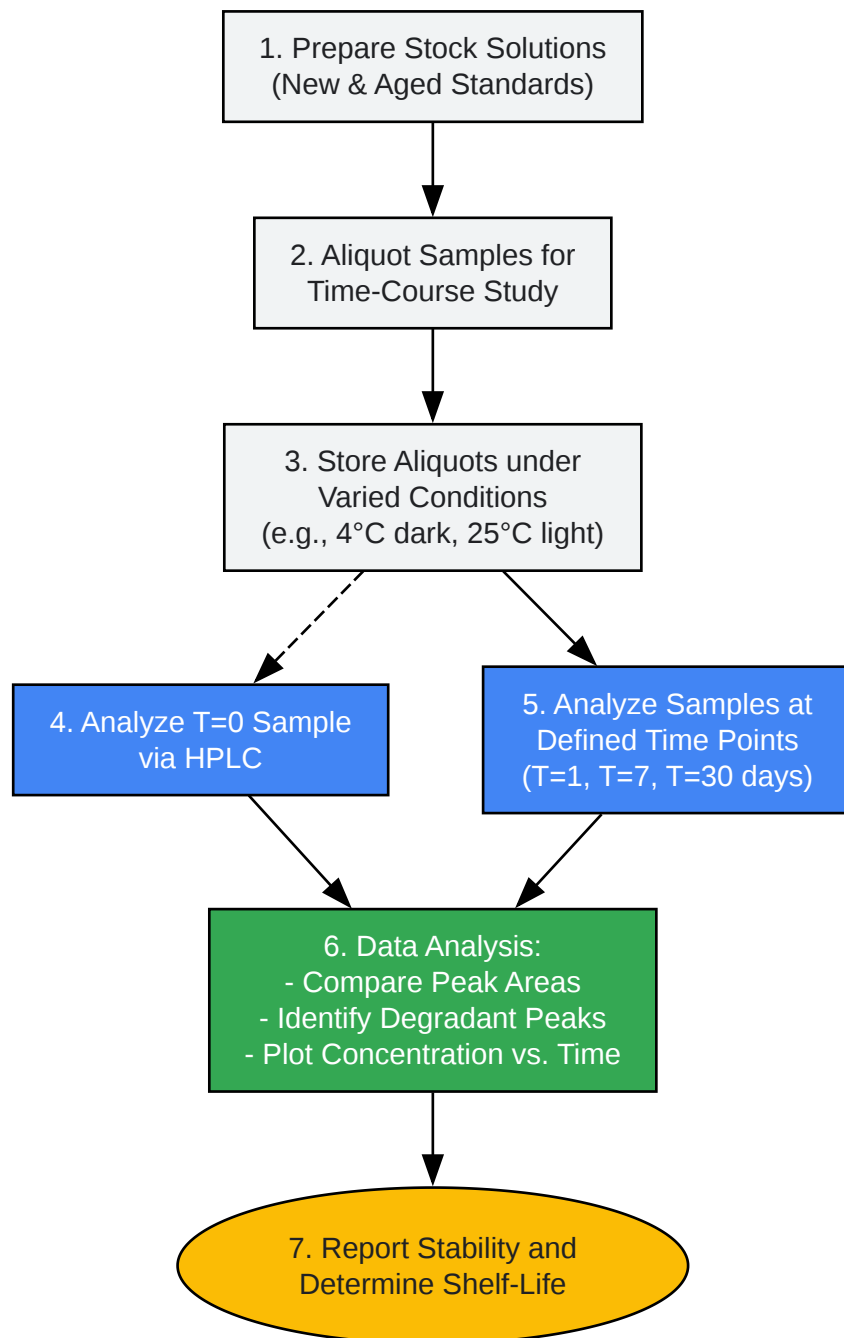 1. Prepare Stock Solutions
(New & Aged Standards)
2. Aliquot Samples for
Time-Course Study
3. Store Aliquots under
Varied Conditions
(e.g., 4°C dark, 25°C light)
4. Analyze T=0 Sample
via HPLC
5. Analyze Samples at
Defined Time Points
(T=1, T=7, T=30 days)
6. Data Analysis:
- Compare Peak Areas
- Identify Degradant Peaks
- Plot Concentration vs. Time
7. Report Stability and
Determine Shelf-Life